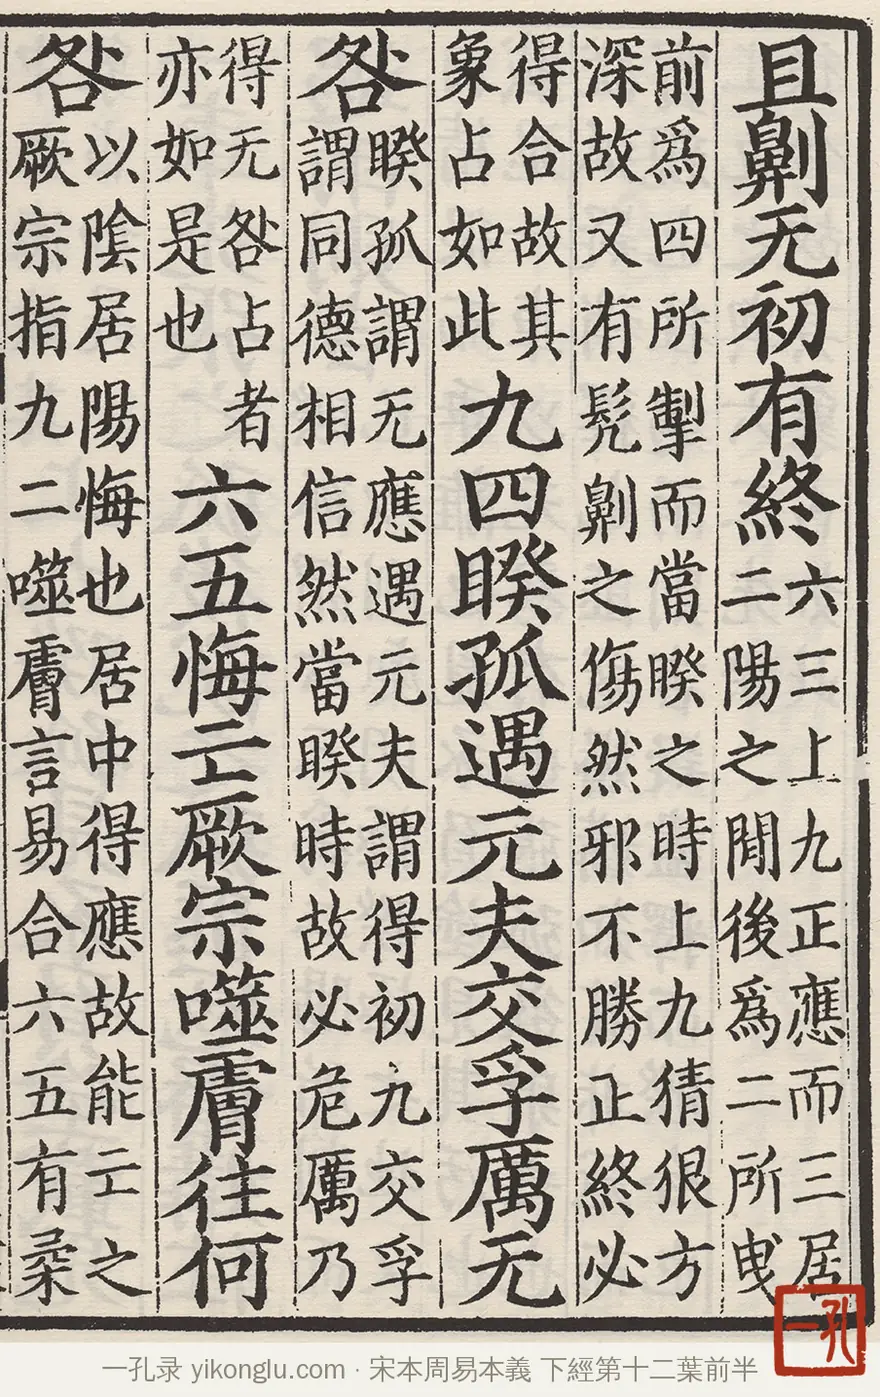 且劓无初有終六三上九正應而三居二陽之閒後爲二所曳
前爲四所掣而當睽之時上九猜狠方深故又有髡劓之傷然邪不勝正終必
得合故其象占如此九四睽孤遇元夫交孚厲无
咎睽孤謂无應遇元夫謂得初九交孚謂同德相信然當睽時故必危厲乃
得无咎占者亦如是也六五悔亡厥宗噬膚往何
咎以陰居陽悔也居中得應故能亡之厥宗指九二噬膚言易合六五有柔
一孔
一孔录 yikonglu.com · 宋本周易本義 下經第十二葉前半